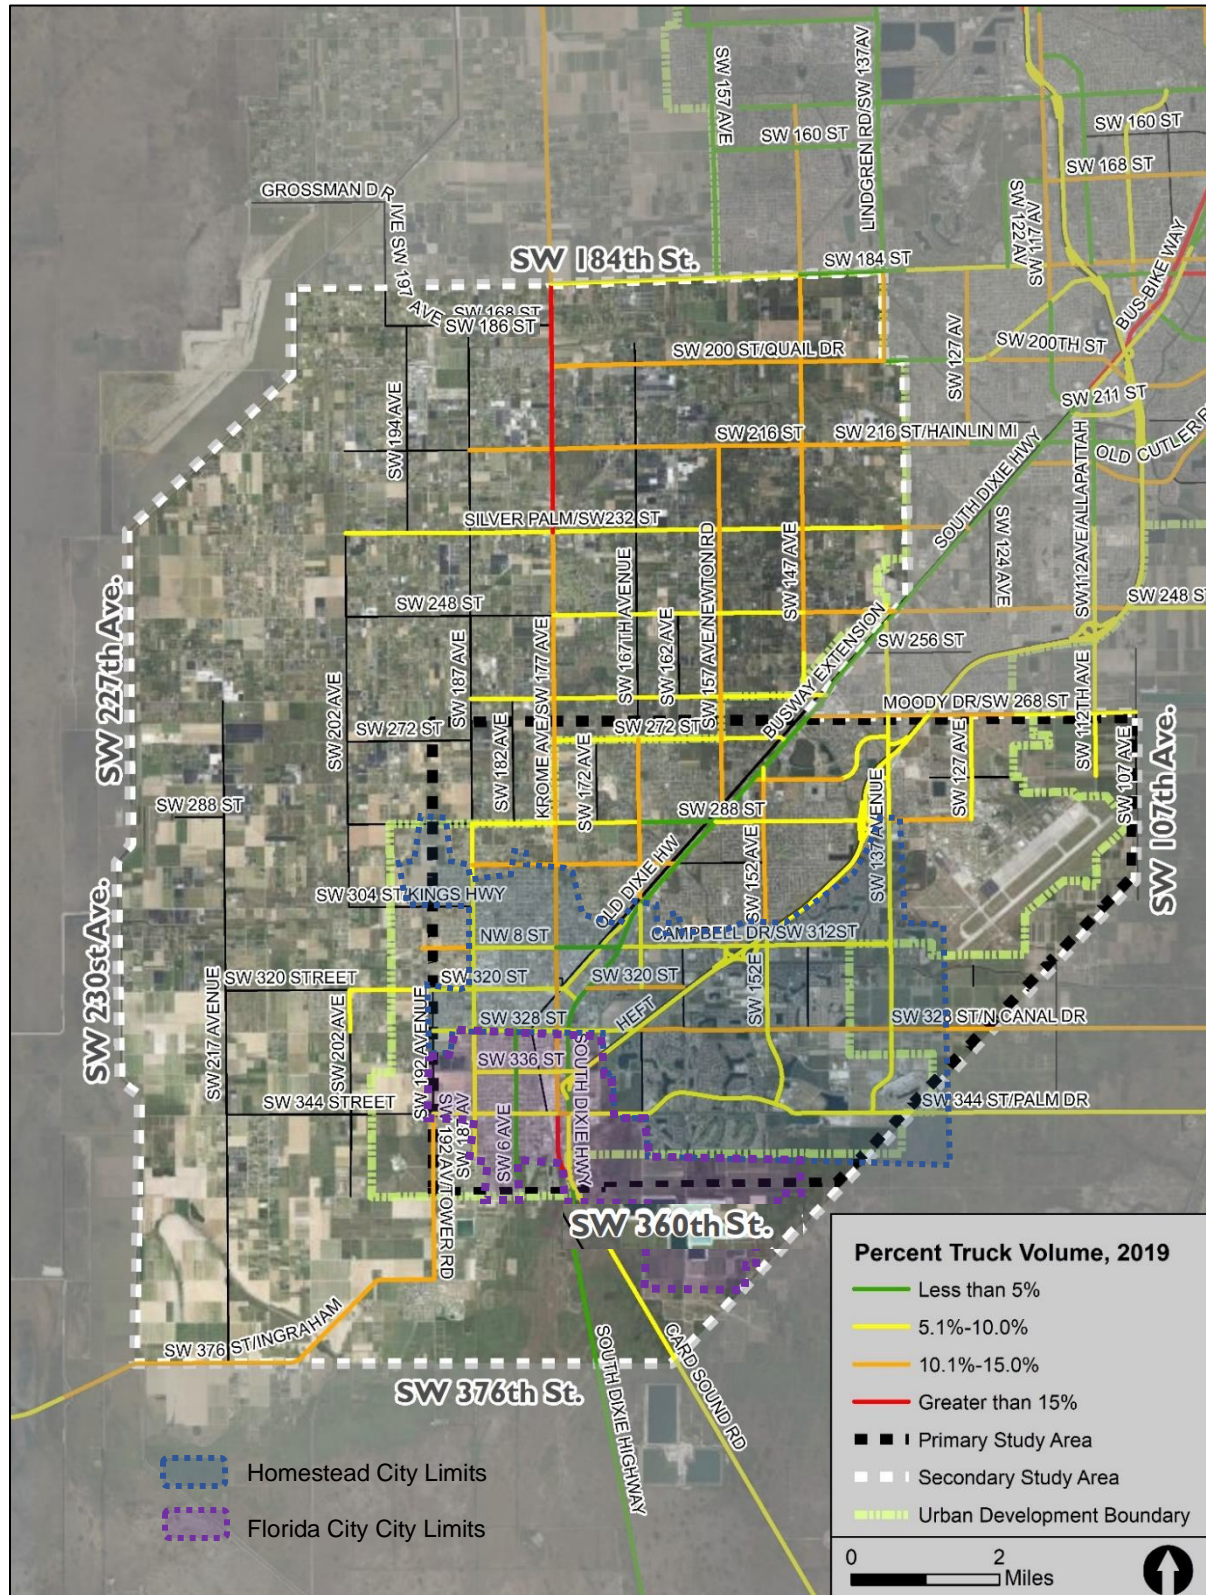 SW 157 AVE
LINDGREN RD/SW 137AV
SW 160 ST
SW 160 ST
SW 168 ST
GROSSMAN DR
IVE SW 197 AVE
SW 122 AV
SW 117 AV
BUS-BIKE WAY
SW 184th St.
SW 184 ST
SW 168 ST
SW 186 ST
SW 200 ST/QUAIL DR
SW 127 AV
SW 200TH ST
SW 194 AVE
SW 211 ST
SW 216 ST
SW 216 ST/HAINLIN MI
OLD CUTLER R
SOUTH DIXIE HWY
SILVER PALM/SW232 ST
SW 124 AVE
SW112AVE/ALLAPATTAH
SW 248 ST
SW 248 ST
SW 167TH AVENUE
SW 162 AVE
SW 157 AVE/NEWTON RD
SW 147 AVE
SW 256 ST
SW 227th Ave.
SW 202 AVE
SW 187 AVE
KROME AVE/SW 177 AVE
BUSWAY EXTENSION
MOODY DR/SW 268 ST
SW 112TH AVE
SW 272 ST
SW 272 ST
SW 182 AVE
SW 172 AVE
SW 127 AVE
SW 107 AVE
SW 107th Ave.
SW 288 ST
SW 288 ST
SW 137 AVENUE
SW 152 AVE
OLD DIXIE HW
SW 304 ST
KINGS HWY
SW 230st Ave.
NW 8 ST
CAMPBELL DR/SW 312ST
SW 320 STREET
SW 320 ST
SW 320 ST
SW 152E
HEFT
SW 217 AVENUE
SW 202 AVE
SW 192 AVENUE
SW 328 ST
SW 328 ST/N CANAL DR
SW 336 ST
SOUTH DIXIE HWY
SW 344 STREET
SW 344 ST/PALM DR
SW 187 AV
SW 6 AVE
SW 192 AV/TOWER RD
SW 360th St.
SW 376 ST/INGRAHAM
SW 376th St.
SOUTH DIXIE HIGHWAY
CARD SOUND RD
Homestead City Limits
Florida City City Limits
Percent Truck Volume, 2019
Less than 5%
5.1%-10.0%
10.1%-15.0%
Greater than 15%
Primary Study Area
Secondary Study Area
Urban Development Boundary
0 2
Miles